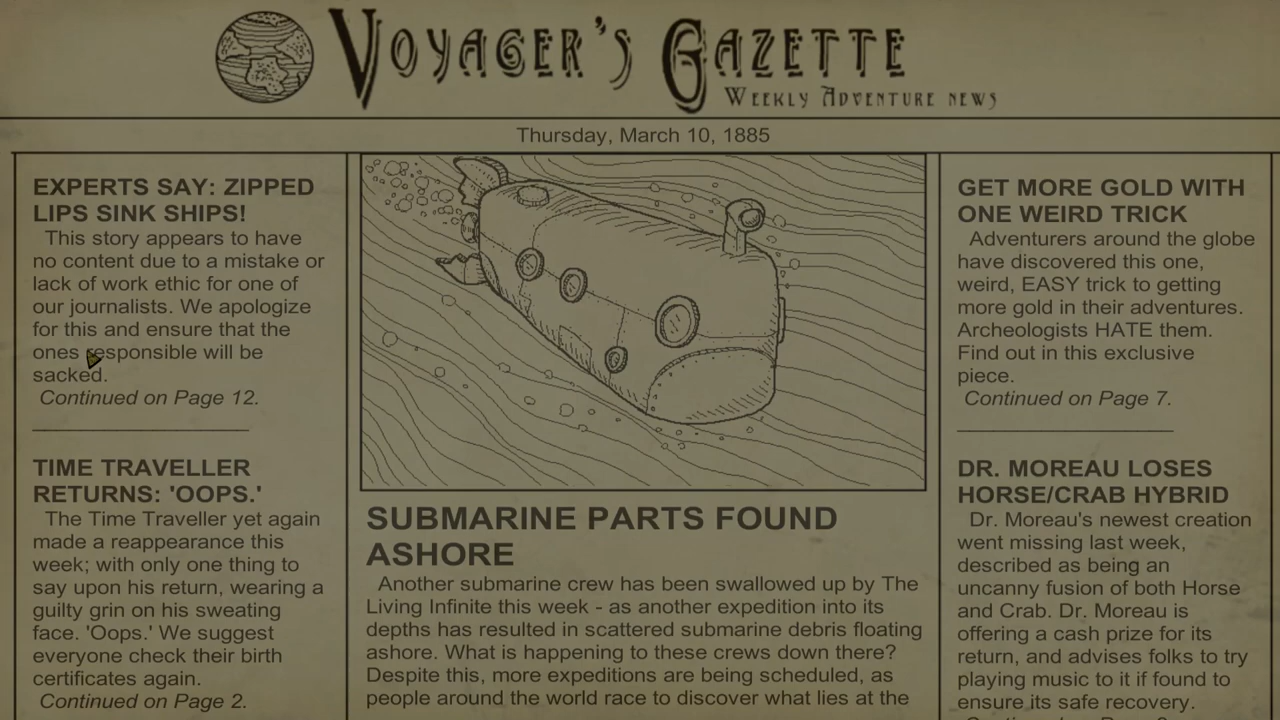 VOYAGER'S GAZETTE
WEEKLY ADVENTURE NEWS
Thursday, March 10, 1885
EXPERTS SAY: ZIPPED
LIPS SINK SHIPS!
This story appears to have
no content due to a mistake or
lack of work ethic for one of
our journalists. We apologize
for this and ensure that the
ones responsible will be
sacked.
Continued on Page 12.
TIME TRAVELLER
RETURNS: 'OOPS.'
The Time Traveller yet again
made a reappearance this
week; with only one thing to
say upon his return, wearing a
guilty grin on his sweating
face. 'Oops.' We suggest
everyone check their birth
certificates again.
Continued on Page 2.
SUBMARINE PARTS FOUND
ASHORE
Another submarine crew has been swallowed up by The
Living Infinite this week - as another expedition into its
depths has resulted in scattered submarine debris floating
ashore. What is happening to these crews down there?
Despite this, more expeditions are being scheduled, as
people around the world race to discover what lies at the
GET MORE GOLD WITH
ONE WEIRD TRICK
Adventurers around the globe
have discovered this one,
weird, EASY trick to getting
more gold in their adventures.
Archeologists HATE them.
Find out in this exclusive
piece.
Continued on Page 7.
DR. MOREAU LOSES
HORSE/CRAB HYBRID
Dr. Moreau's newest creation
went missing last week,
described as being an
uncanny fusion of both Horse
and Crab. Dr. Moreau is
offering a cash prize for its
return, and advises folks to try
playing music to it if found to
ensure its safe recovery.